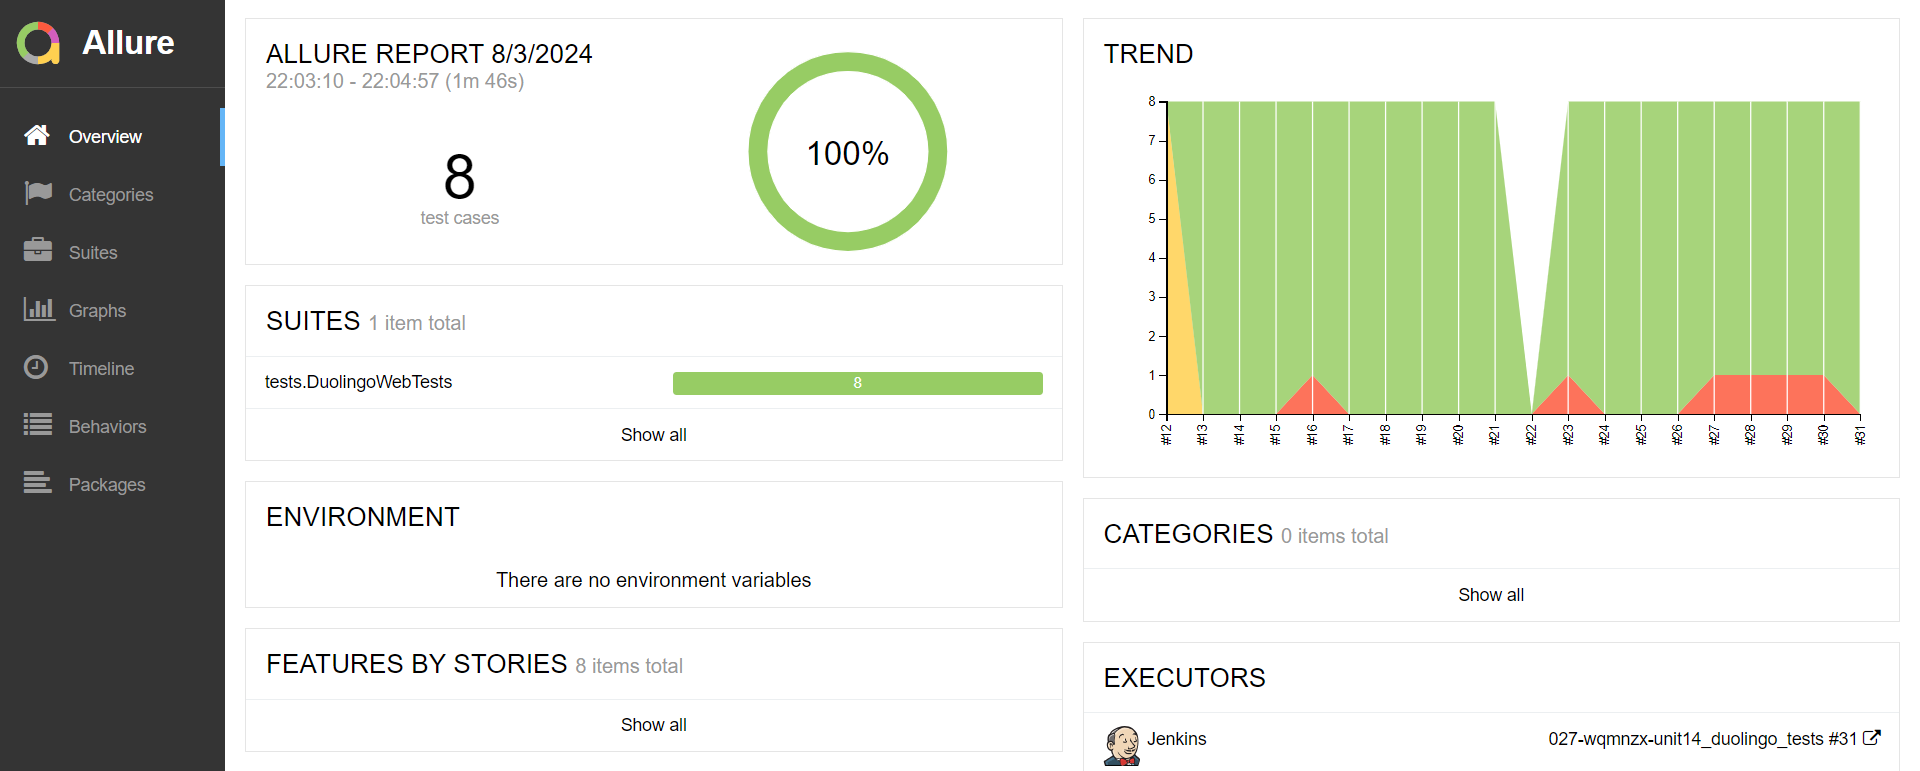 Allure
Overview
Categories
Suites
Graphs
Timeline
Behaviors
Packages
ALLURE REPORT 8/3/2024
22:03:10 - 22:04:57 (1m 46s)
8
test cases
100%
SUITES 1 item total
tests.DuolingoWebTests 8
Show all
ENVIRONMENT
There are no environment variables
FEATURES BY STORIES 8 items total
Show all
TREND
8
7
6
5
4
3
2
1
0
#12 #13 #14 #15 #16 #17 #18 #19 #20 #21 #22 #23 #24 #25 #26 #27 #28 #29 #30 #31
CATEGORIES 0 items total
Show all
EXECUTORS
Jenkins 027-wqmnzx-unit14_duolingo_tests #31